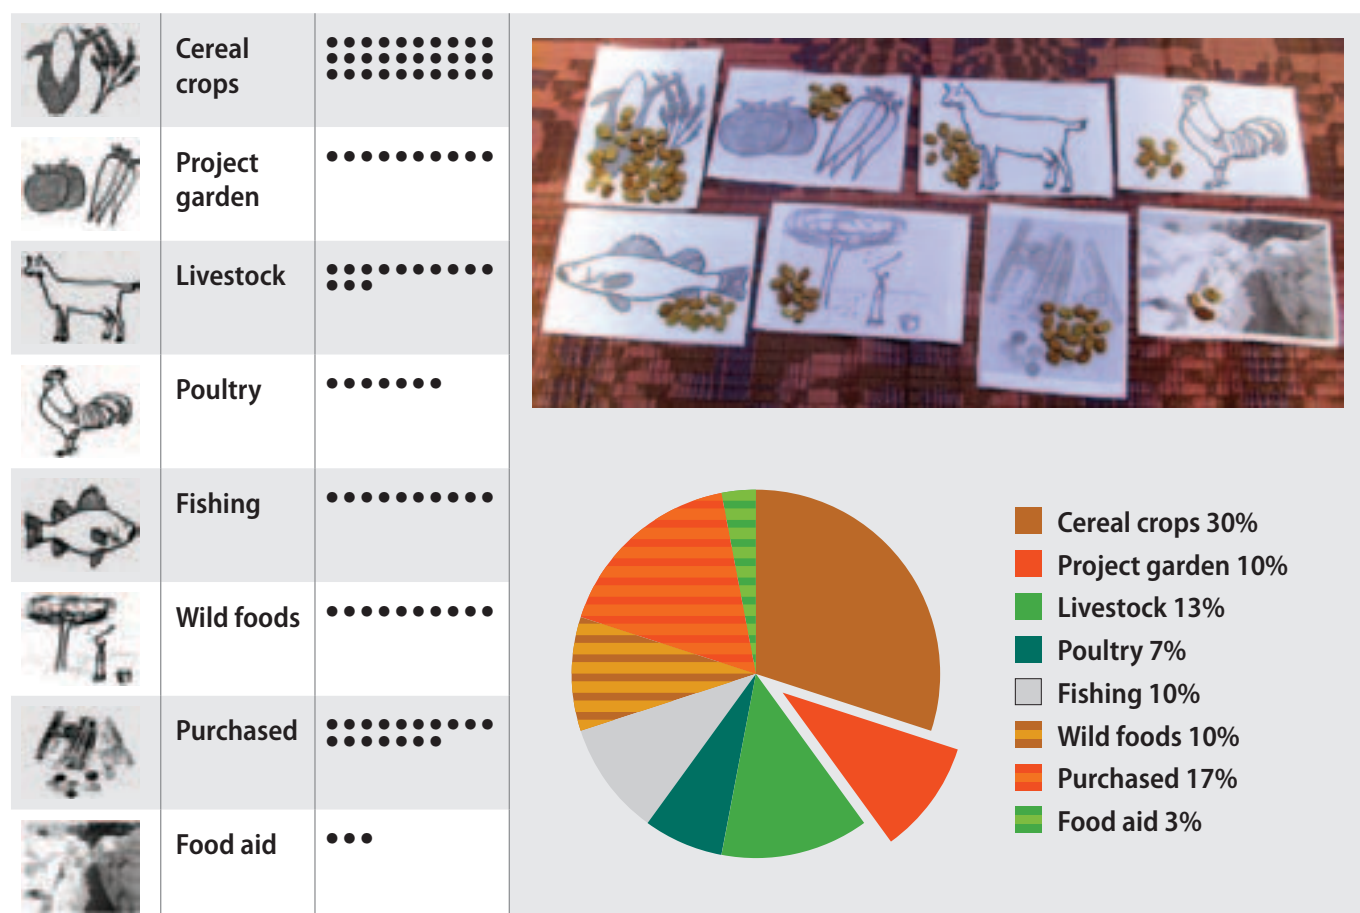 Cereal
crops
Project
garden
Livestock
Poultry
Fishing
Wild foods
Purchased
Food aid
Cereal crops 30%
Project garden 10%
Livestock 13%
Poultry 7%
Fishing 10%
Wild foods 10%
Purchased 17%
Food aid 3%